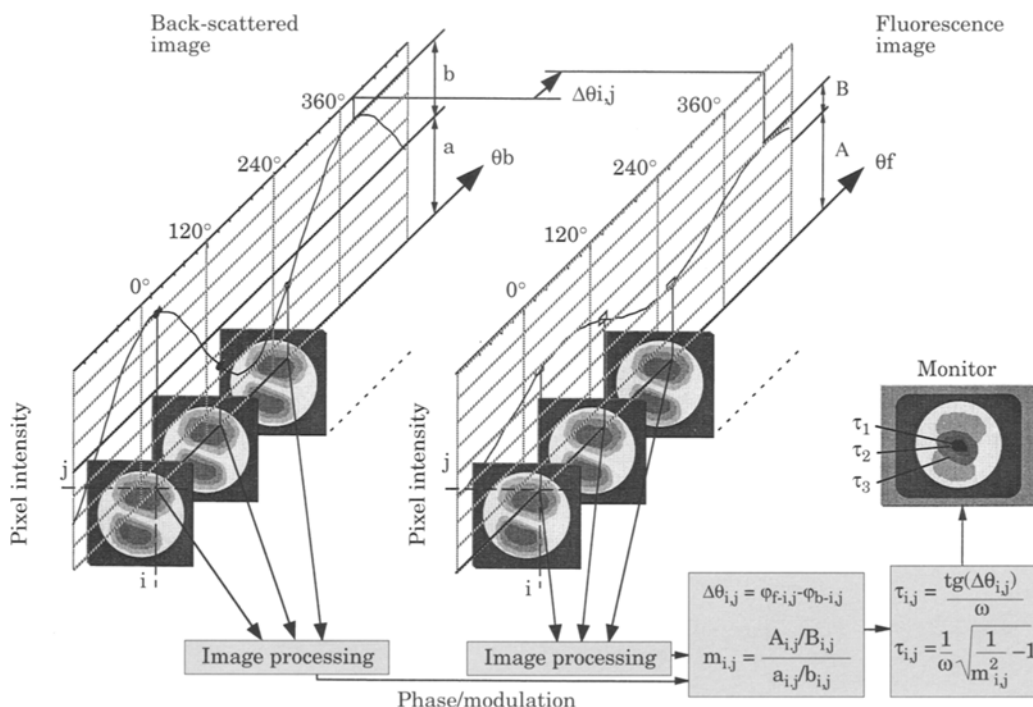 Back-scattered
image
Fluorescence
image
b
a
Δθi,j
B
A
θb
θf
360°
240°
120°
0°
360°
240°
120°
0°
Pixel intensity
j
i
Pixel intensity
j
i
Monitor
τ1
τ2
τ3
Image processing
Image processing
Phase/modulation
Δθi,j = φf-i,j-φb-i,j
mi,j = Ai,j/Bi,j / ai,j/bi,j
τi,j = tg(Δθi,j) / ω
τi,j = 1/ω √(1/m²i,j −1)